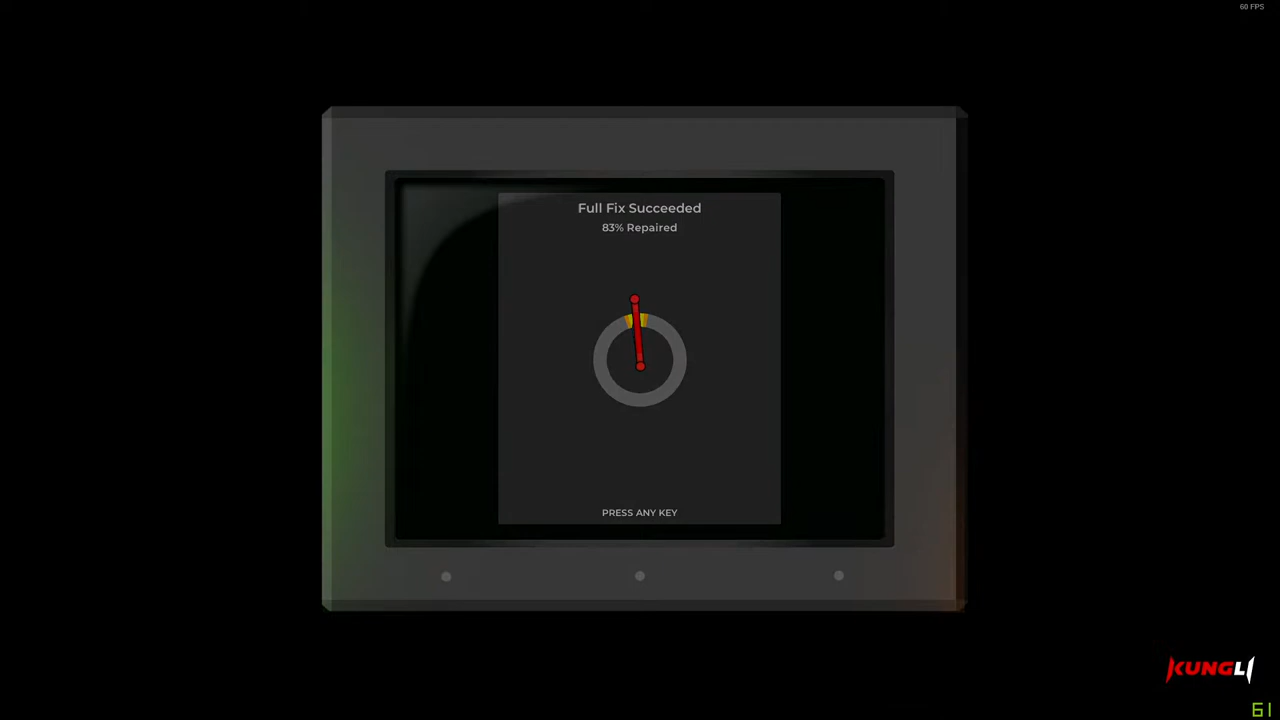 60 FPS
Full Fix Succeeded
83% Repaired
PRESS ANY KEY
KUNGLI
61